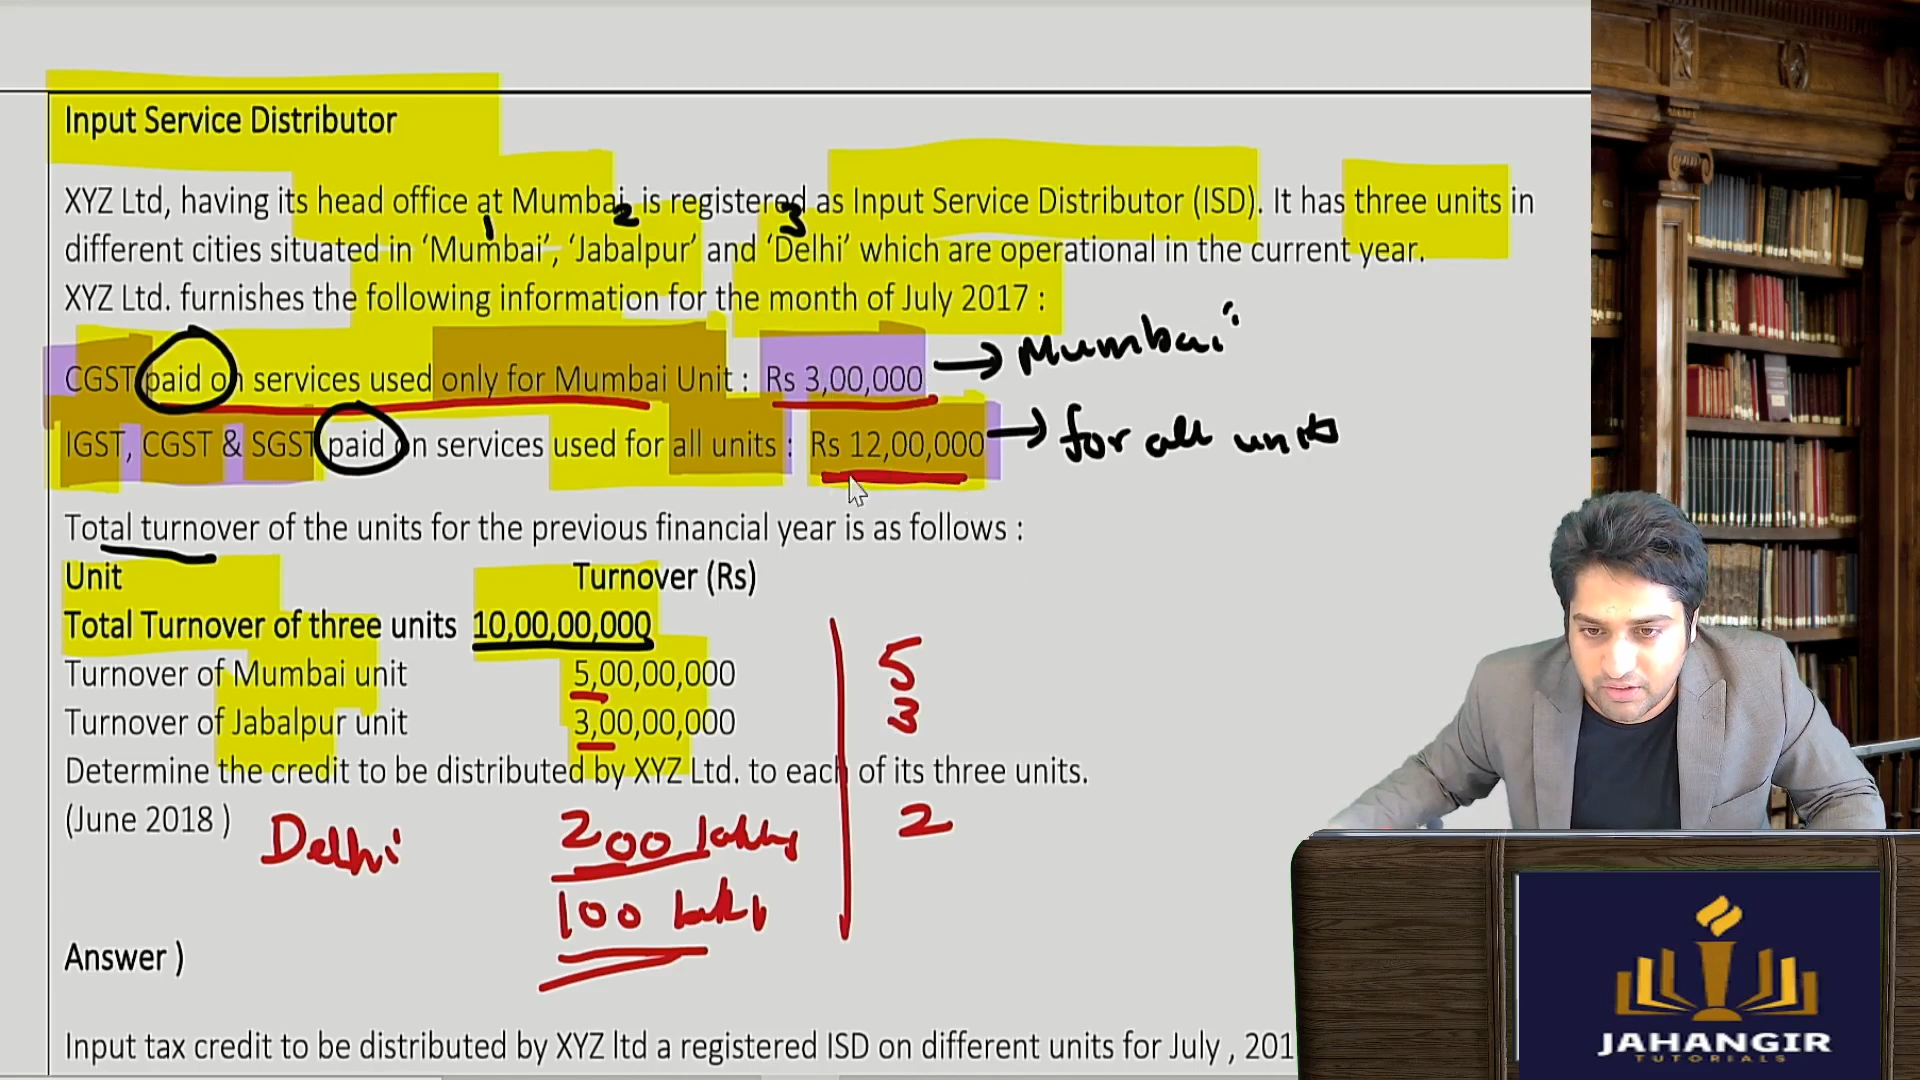 Input Service Distributor
XYZ Ltd, having its head office at Mumbai, is registered as Input Service Distributor (ISD). It has three units in
1 2 3
different cities situated in ‘Mumbai’, ‘Jabalpur’ and ‘Delhi’ which are operational in the current year.
XYZ Ltd. furnishes the following information for the month of July 2017 :
CGST paid on services used only for Mumbai Unit : Rs 3,00,000 → Mumbai
IGST, CGST & SGST paid on services used for all units : Rs 12,00,000 → for all units
Total turnover of the units for the previous financial year is as follows :
Unit Turnover (Rs)
Total Turnover of three units 10,00,00,000
Turnover of Mumbai unit 5,00,00,000 5
Turnover of Jabalpur unit 3,00,00,000 3
Determine the credit to be distributed by XYZ Ltd. to each of its three units.
(June 2018 )
Delhi 200 lakhs 2
100 lakh
Answer )
Input tax credit to be distributed by XYZ ltd a registered ISD on different units for July , 201
JAHANGIR
TUTORIALS